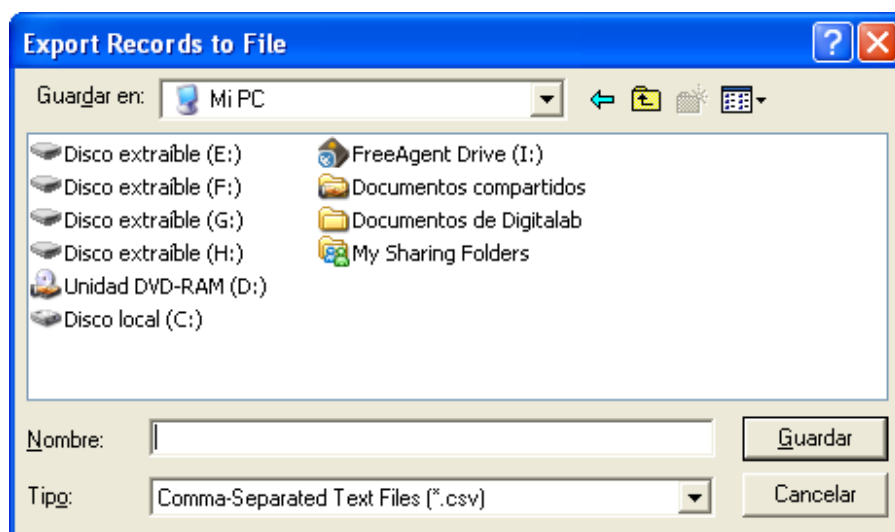 Export Records to File
Guardar en: Mi PC
Disco extraíble (E:)
Disco extraíble (F:)
Disco extraíble (G:)
Disco extraíble (H:)
Unidad DVD-RAM (D:)
Disco local (C:)
FreeAgent Drive (I:)
Documentos compartidos
Documentos de Digitalab
My Sharing Folders
Nombre:
Guardar
Tipo: Comma-Separated Text Files (*.csv)
Cancelar